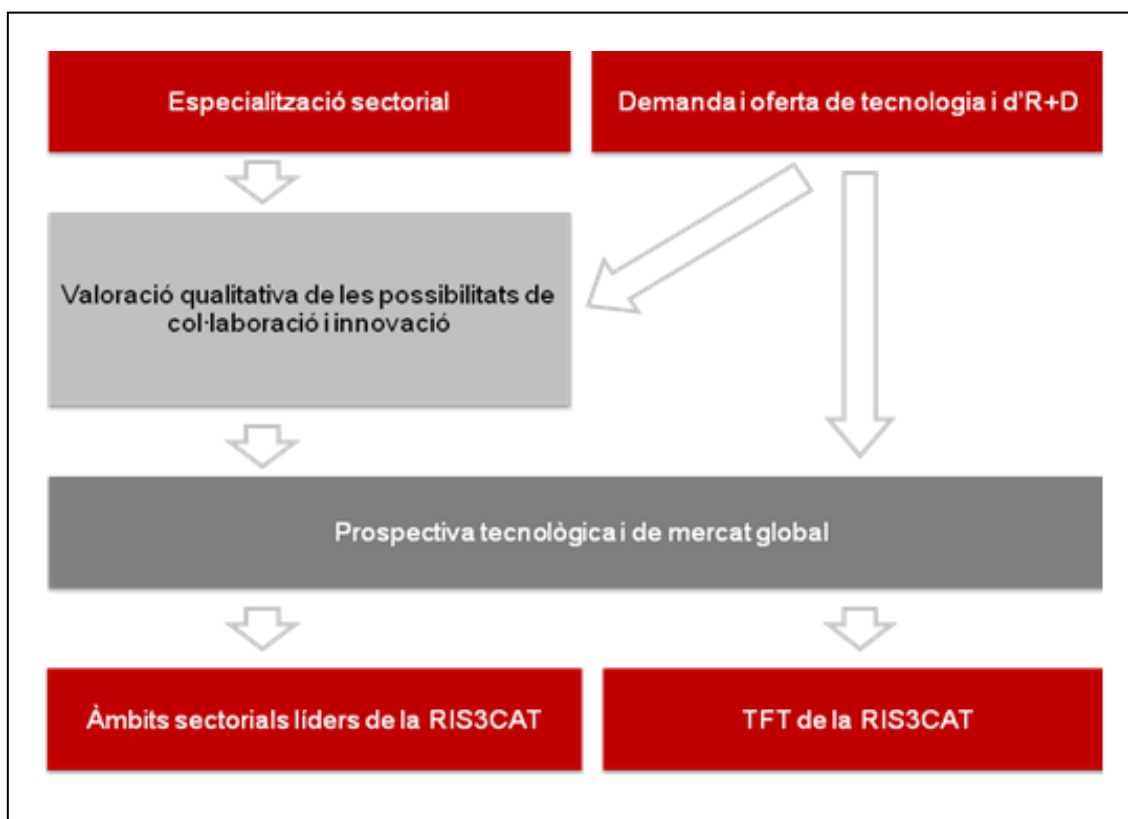 Especialització sectorial
Demanda i oferta de tecnologia i d'R+D
Valoració qualitativa de les possibilitats de
col·laboració i innovació
Prospectiva tecnològica i de mercat global
Àmbits sectorials líders de la RIS3CAT
TFT de la RIS3CAT